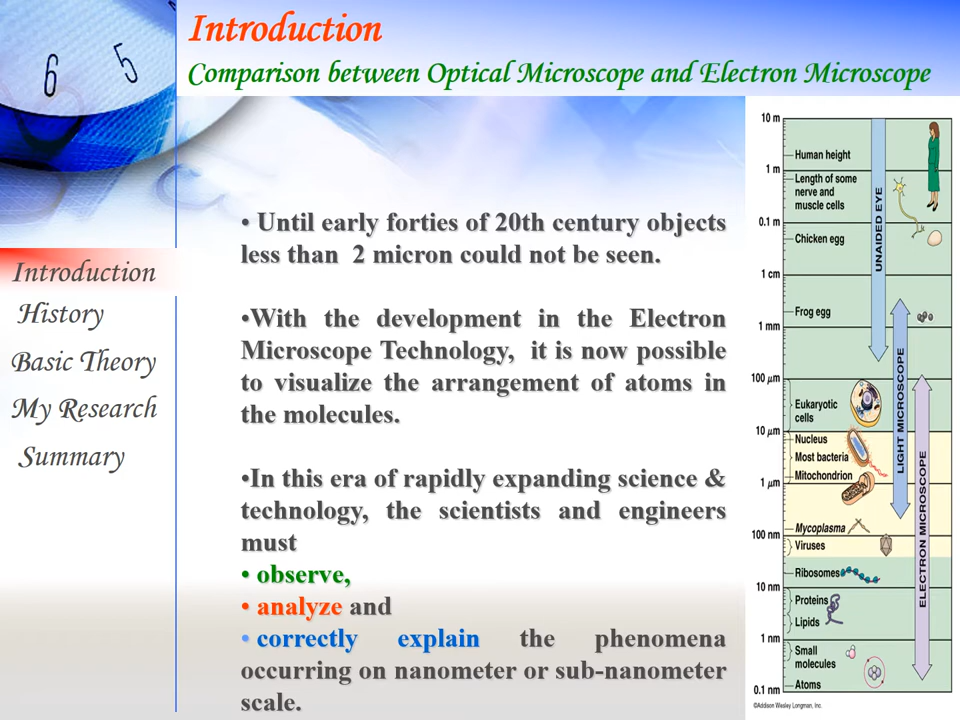 6 5
Introduction
Comparison between Optical Microscope and Electron Microscope
Introduction
History
Basic Theory
My Research
Summary
• Until early forties of 20th century objects
less than 2 micron could not be seen.
•With the development in the Electron
Microscope Technology, it is now possible
to visualize the arrangement of atoms in
the molecules.
•In this era of rapidly expanding science &
technology, the scientists and engineers
must
• observe,
• analyze and
• correctly explain the phenomena
occurring on nanometer or sub-nanometer
scale.
10 m
Human height
1 m
Length of some
nerve and
muscle cells
0.1 m
Chicken egg
1 cm
Frog egg
1 mm
100 μm
Eukaryotic
cells
10 μm
Nucleus
Most bacteria
Mitochondrion
1 μm
Mycoplasma
100 nm
Viruses
Ribosomes
10 nm
Proteins
Lipids
1 nm
Small
molecules
Atoms
0.1 nm
UNAIDED EYE
LIGHT MICROSCOPE
ELECTRON MICROSCOPE
©Addison Wesley Longman, Inc.